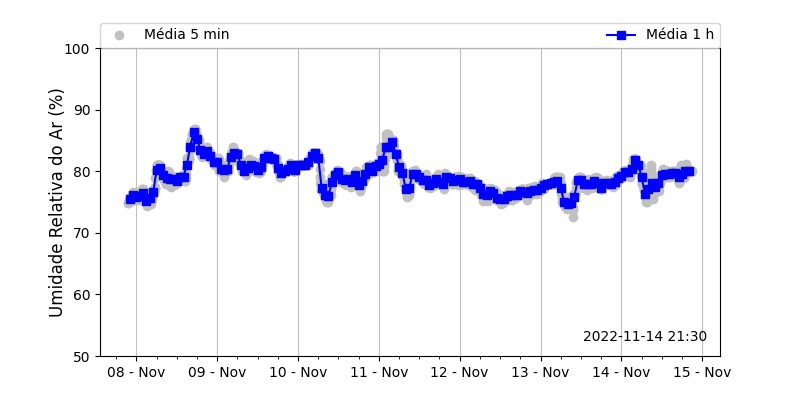 Média 5 min
Média 1 h
100
90
80
70
60
50
Umidade Relativa do Ar (%)
2022-11-14 21:30
08 - Nov
09 - Nov
10 - Nov
11 - Nov
12 - Nov
13 - Nov
14 - Nov
15 - Nov